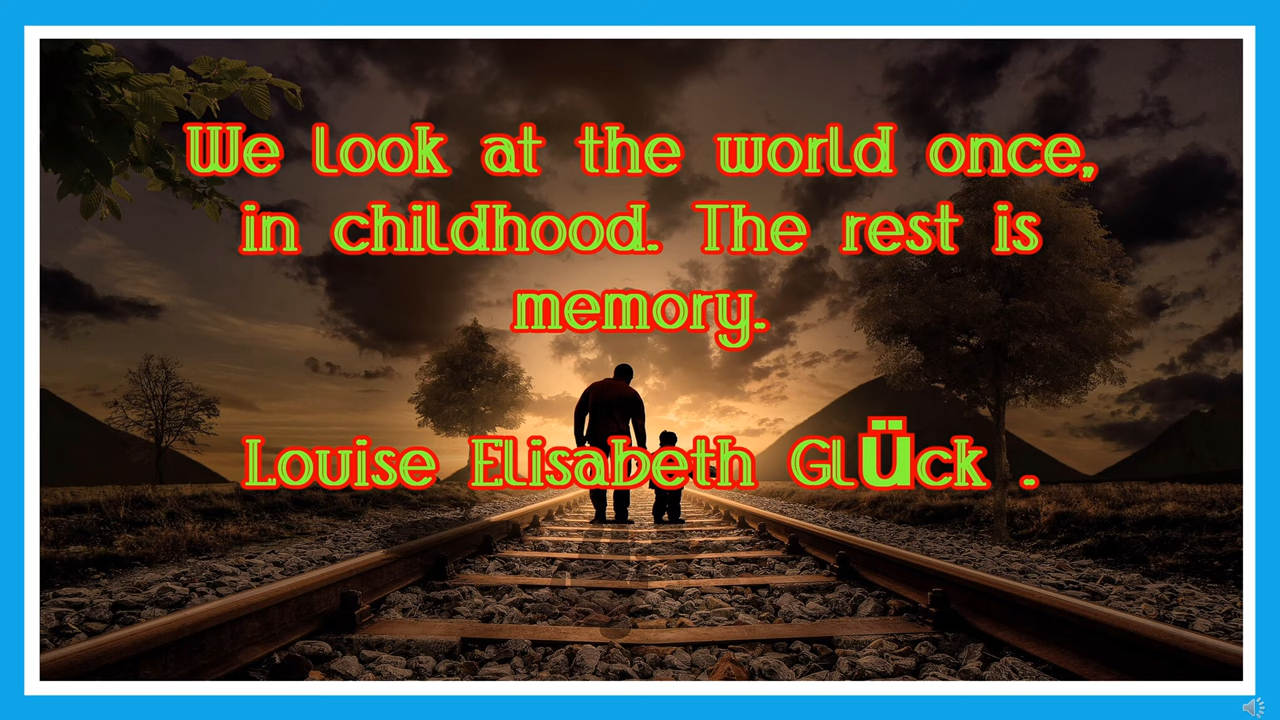 We look at the world once,
in childhood. The rest is
memory.
Louise Elisabeth Glück .